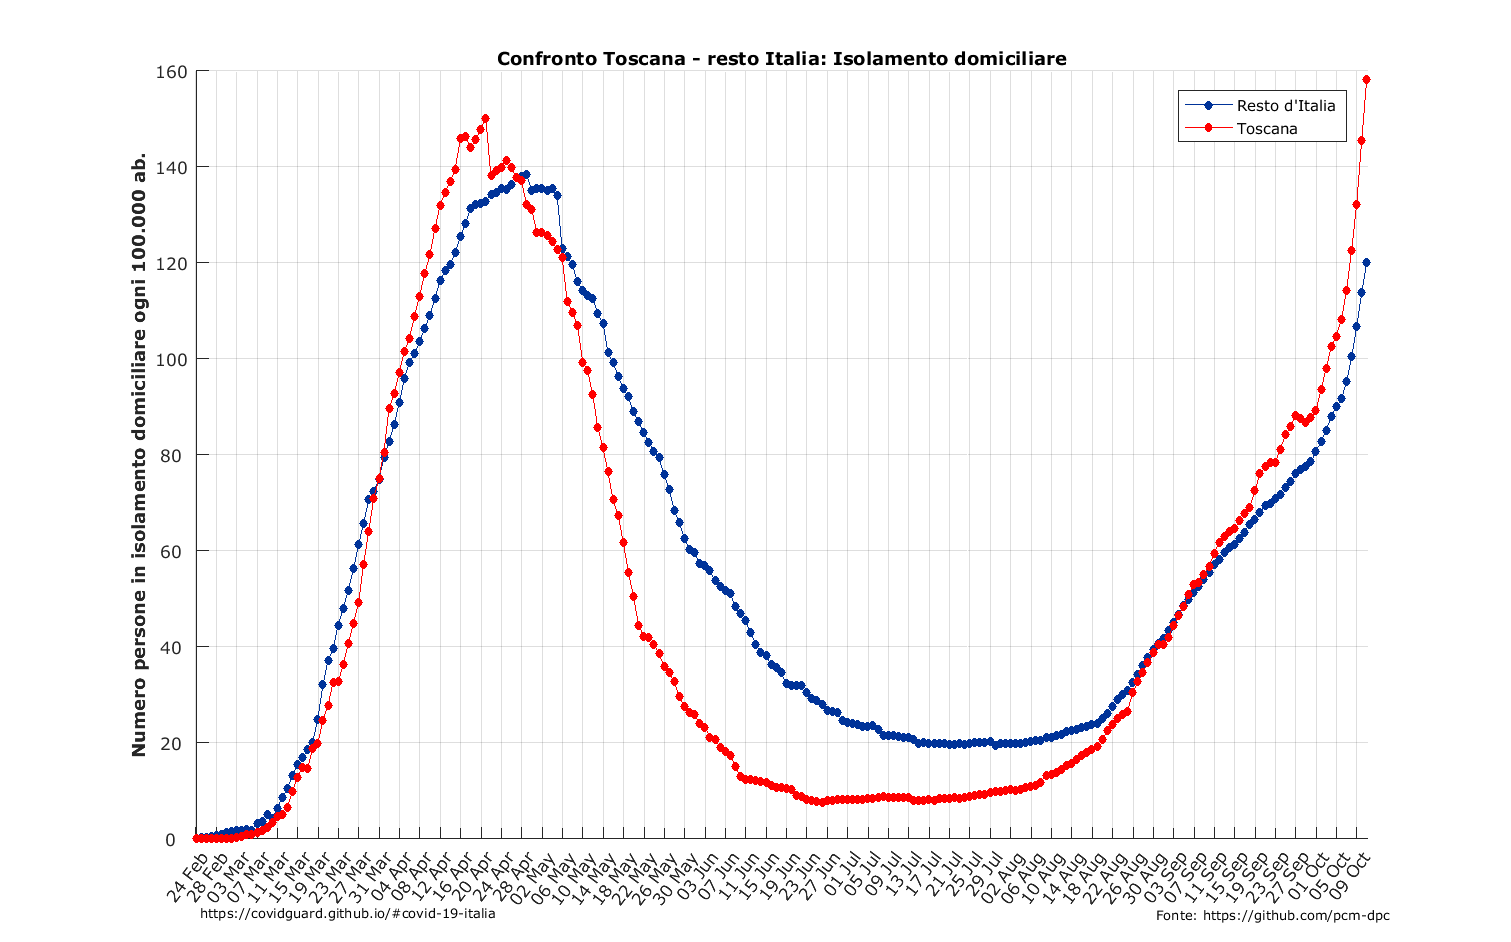 Confronto Toscana - resto Italia: Isolamento domiciliare
Numero persone in isolamento domiciliare ogni 100.000 ab.
160
140
120
100
80
60
40
20
0
Resto d'Italia
Toscana
24 Feb
28 Feb
03 Mar
07 Mar
11 Mar
15 Mar
19 Mar
23 Mar
27 Mar
31 Mar
04 Apr
08 Apr
12 Apr
16 Apr
20 Apr
24 Apr
28 Apr
02 May
06 May
10 May
14 May
18 May
22 May
26 May
30 May
03 Jun
07 Jun
11 Jun
15 Jun
19 Jun
23 Jun
27 Jun
01 Jul
05 Jul
09 Jul
13 Jul
17 Jul
21 Jul
25 Jul
29 Jul
02 Aug
06 Aug
10 Aug
14 Aug
18 Aug
22 Aug
26 Aug
30 Aug
03 Sep
07 Sep
11 Sep
15 Sep
19 Sep
23 Sep
27 Sep
01 Oct
05 Oct
09 Oct
https://covidguard.github.io/#covid-19-italia
Fonte: https://github.com/pcm-dpc